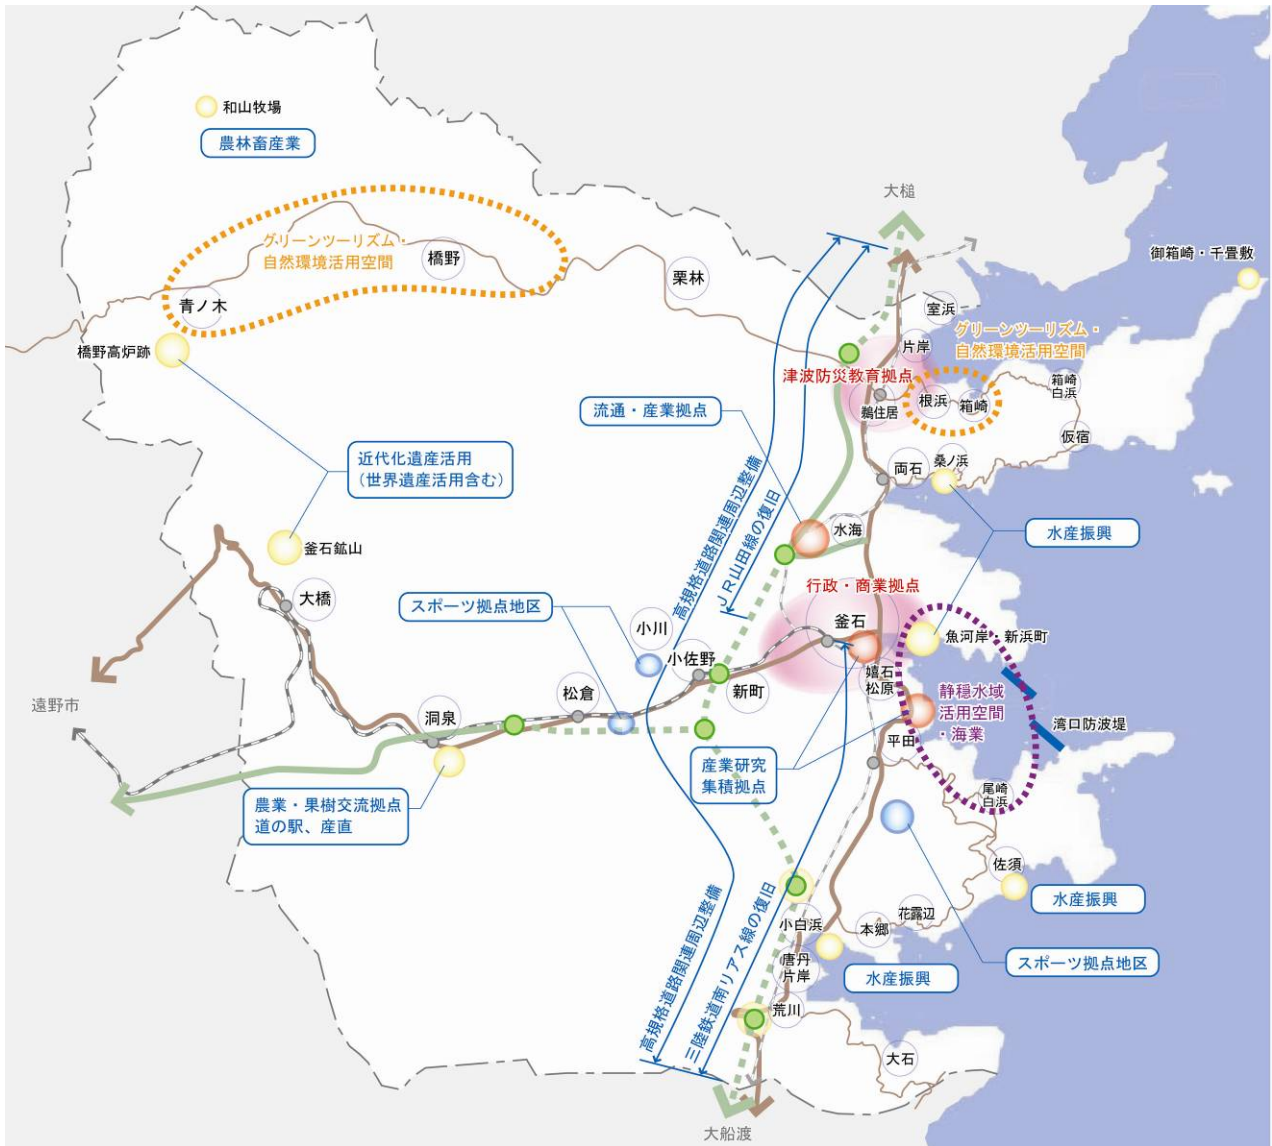 和山牧場
農林畜産業
大槌
グリーンツーリズム・
自然環境活用空間
橋野
青ノ木
栗林
御箱崎・千畳敷
室浜
グリーンツーリズム・
自然環境活用空間
片岸
橋野高炉跡
津波防災教育拠点
箱崎
白浜
根浜
箱崎
鵜住居
流通・産業拠点
仮宿
近代化遺産活用
（世界遺産活用含む）
両石
桑ノ浜
高規格道路関連周辺整備
JR山田線の復旧
水海
水産振興
釜石鉱山
大橋
行政・商業拠点
スポーツ拠点地区
小川
釜石
魚河岸・新浜町
小佐野
嬉石
松原
新町
静穏水域
活用空間
・海業
遠野市
松倉
洞泉
湾口防波堤
平田
産業研究
集積拠点
尾崎
白浜
農業・果樹交流拠点
道の駅、産直
佐須
水産振興
高規格道路関連周辺整備
三陸鉄道南リアス線の復旧
小白浜
本郷
花露辺
唐丹
片岸
水産振興
スポーツ拠点地区
荒川
大石
大船渡